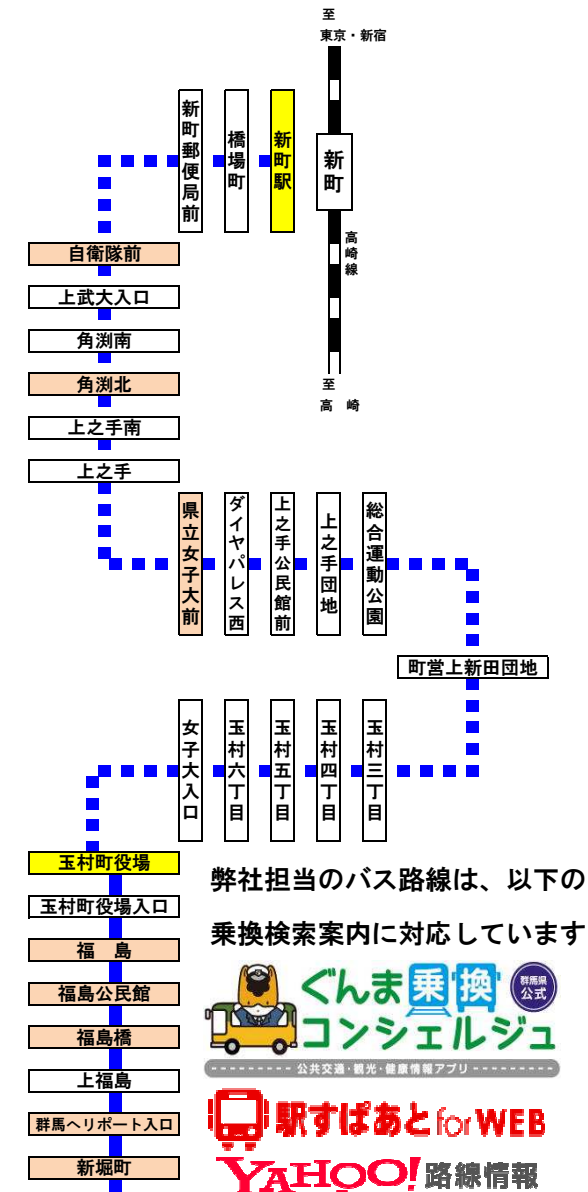 至
東京・新宿
新町
高崎線
至
高 崎
新町駅
橋場町
新町郵便局前
自衛隊前
上武大入口
角渕南
角渕北
上之手南
上之手
県立女子大前
ダイヤパレス西
上之手公民館前
上之手団地
総合運動公園
町営上新田団地
玉村三丁目
玉村四丁目
玉村五丁目
玉村六丁目
女子大入口
玉村町役場
玉村町役場入口
福 島
福島公民館
福島橋
上福島
群馬ヘリポート入口
新堀町
弊社担当のバス路線は、以下の
乗換検索案内に対応しています
ぐんま乗換
コンシェルジュ
群馬県
公式
公共交通・観光・健康情報アプリ
駅すぱあと for WEB
YAHOO! 路線情報